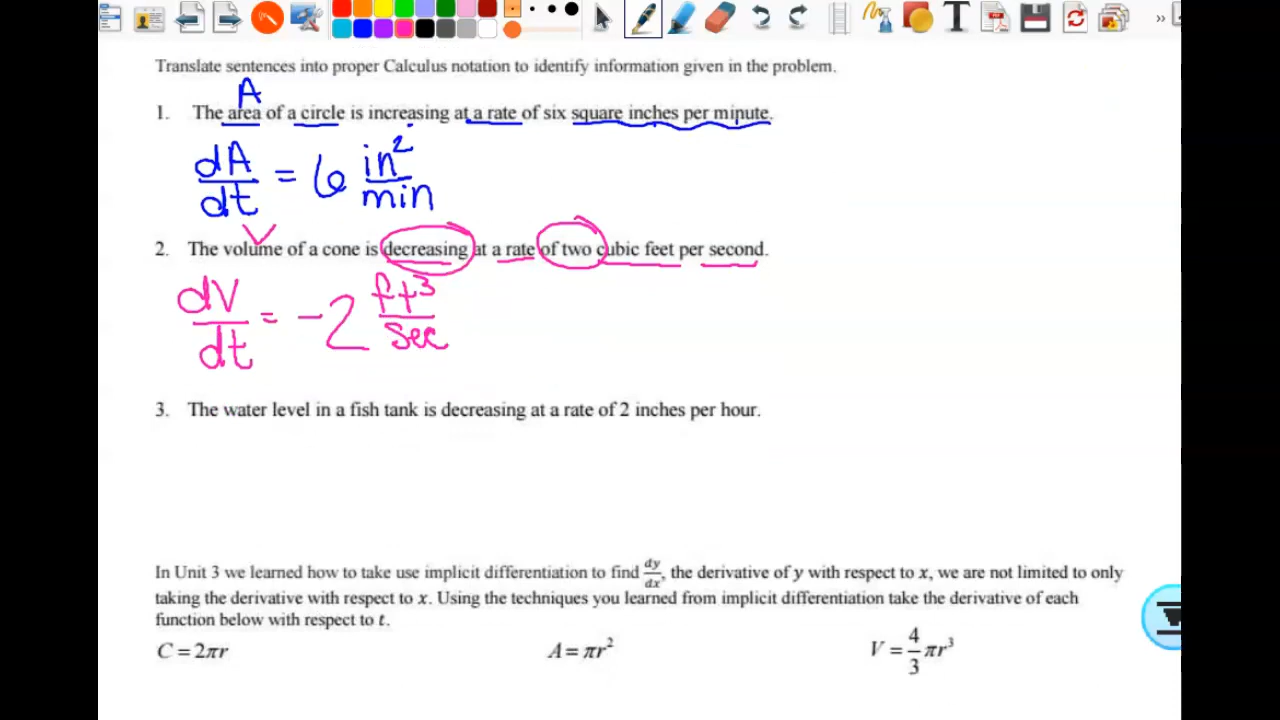 Translate sentences into proper Calculus notation to identify information given in the problem.
A
1. The area of a circle is increasing at a rate of six square inches per minute.
dA/dt = 6 in²/min
V
2. The volume of a cone is decreasing at a rate of two cubic feet per second.
dV/dt = -2 ft³/sec
3. The water level in a fish tank is decreasing at a rate of 2 inches per hour.
In Unit 3 we learned how to take use implicit differentiation to find dy/dx, the derivative of y with respect to x, we are not limited to only
taking the derivative with respect to x. Using the techniques you learned from implicit differentiation take the derivative of each
function below with respect to t.
C = 2πr A = πr² V = 4/3 πr³